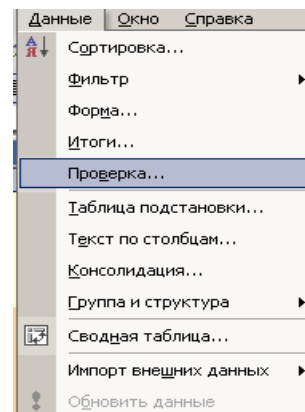 Данные Окно Справка
Сортировка...
Фильтр
Форма...
Итоги...
Проверка...
Таблица подстановки...
Текст по столбцам...
Консолидация...
Группа и структура
Сводная таблица...
Импорт внешних данных
Обновить данные